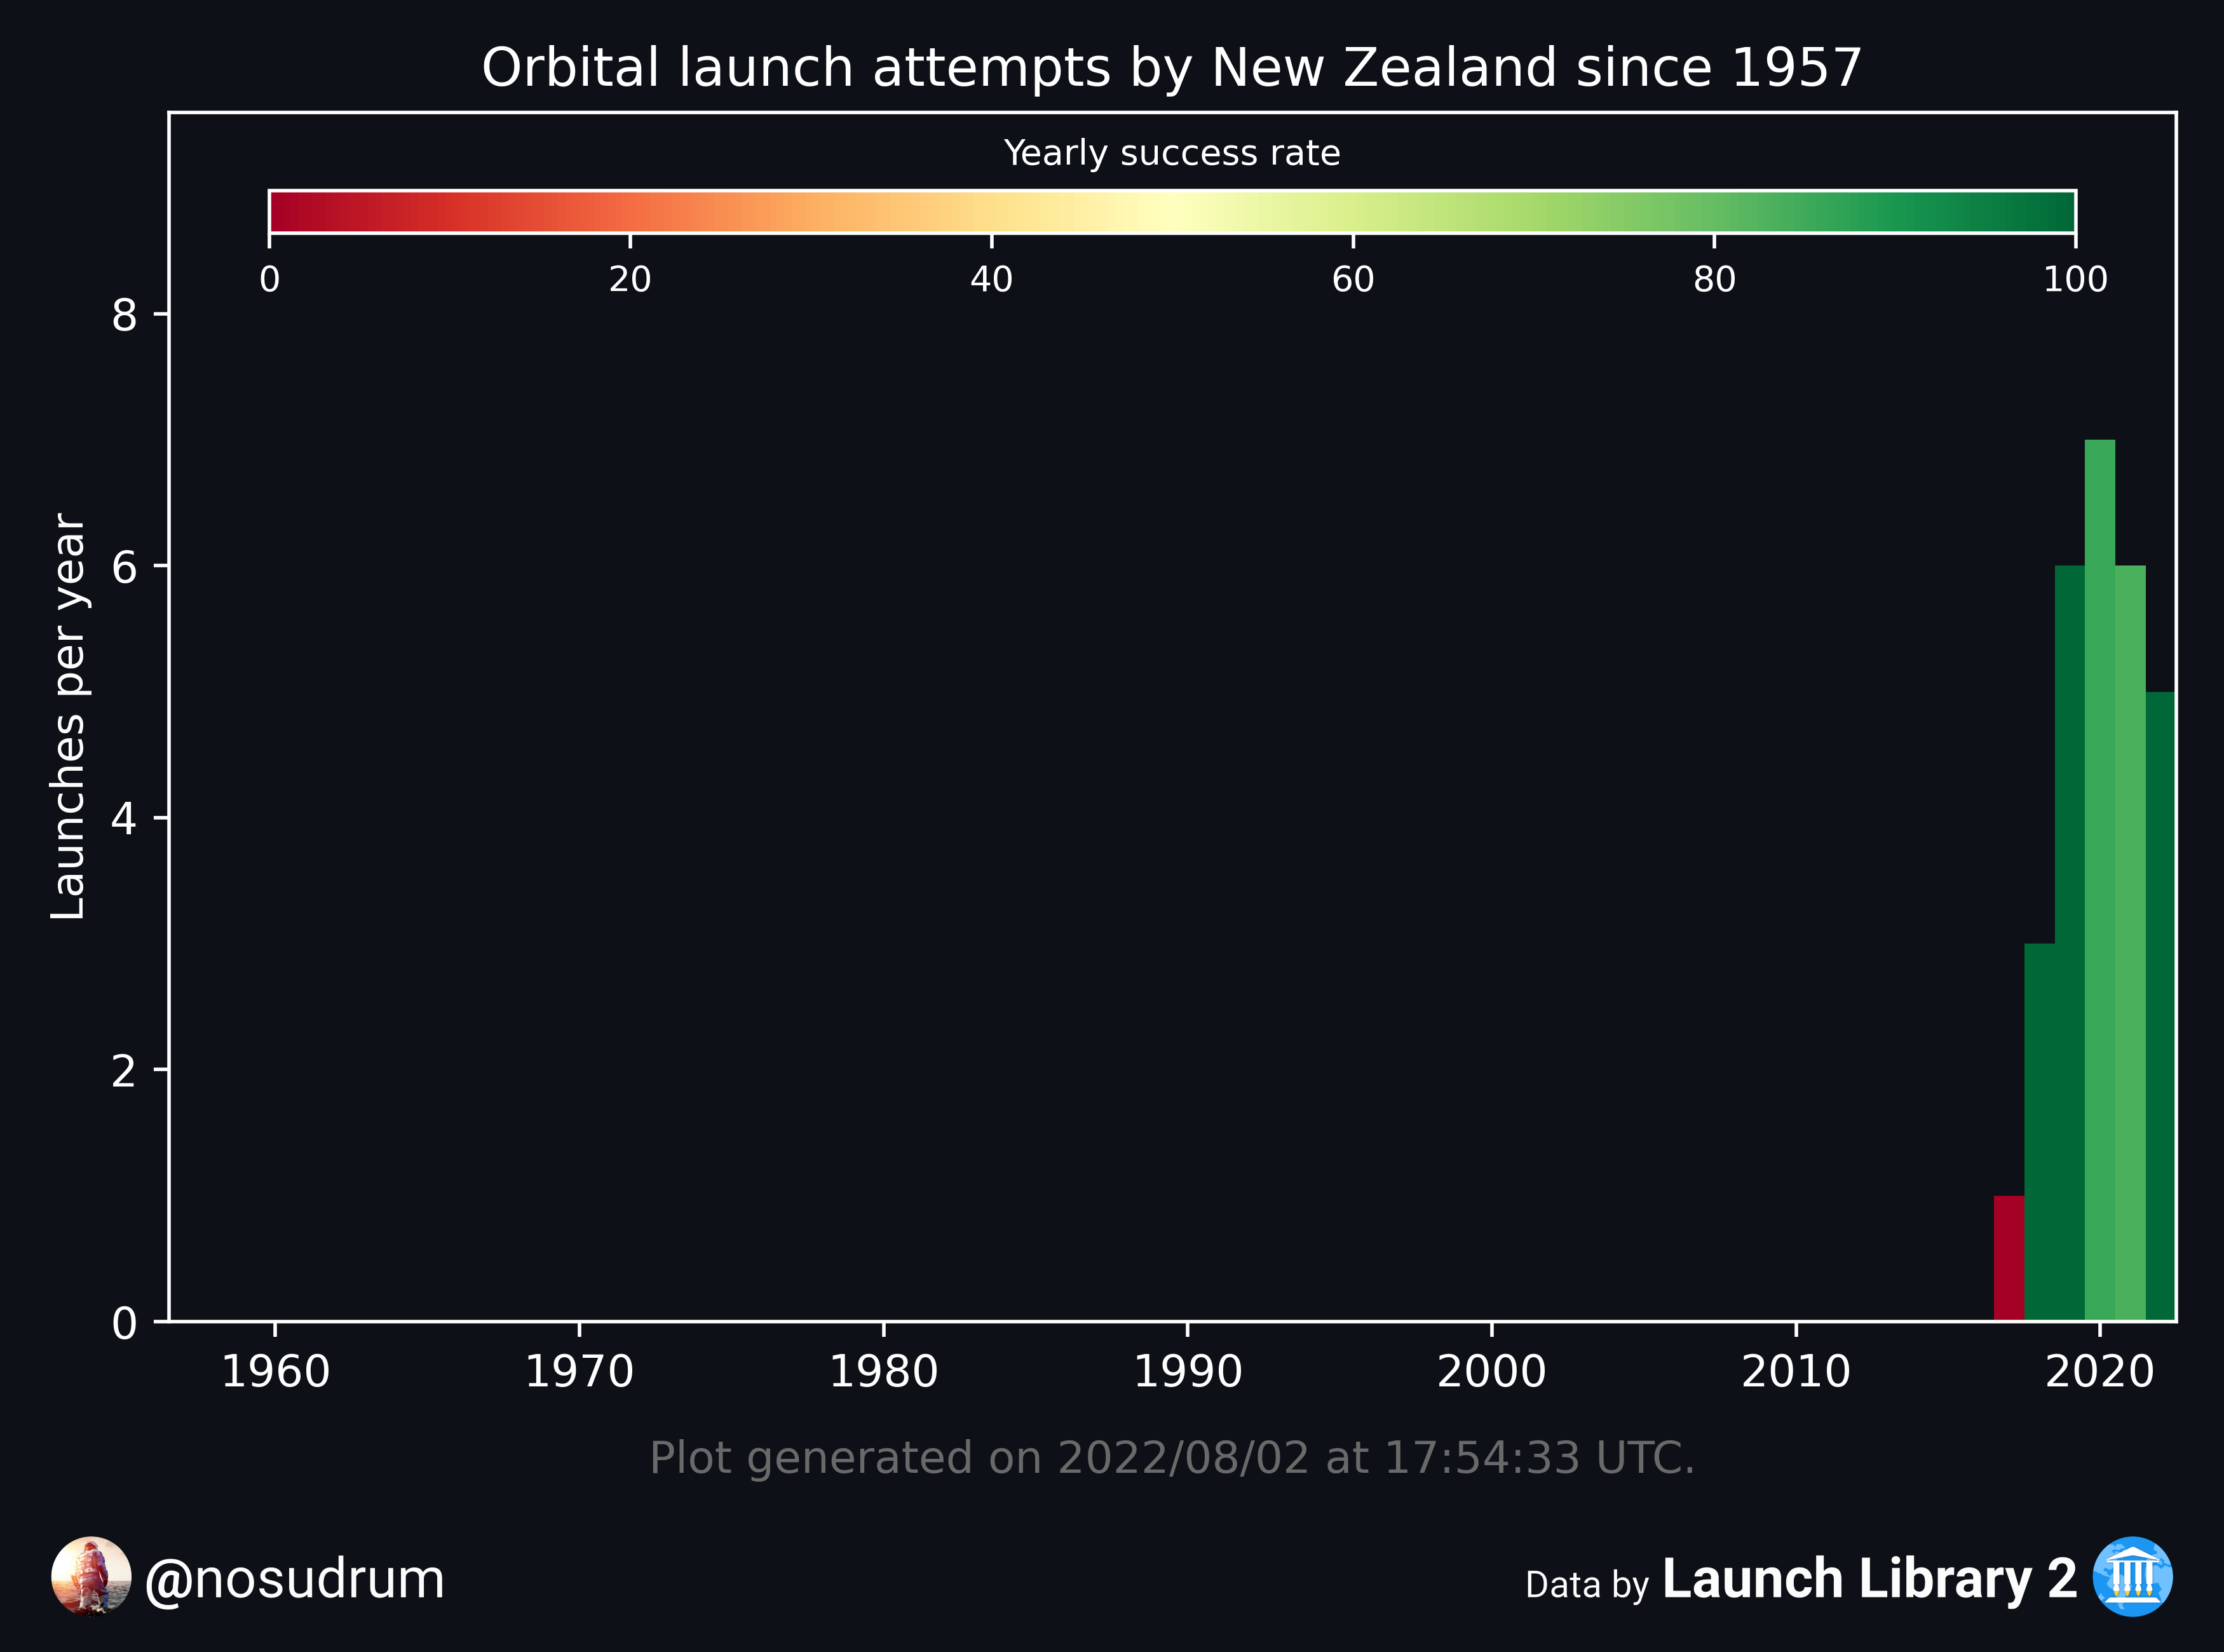 Orbital launch attempts by New Zealand since 1957
Yearly success rate
0 20 40 60 80 100
Launches per year
8
6
4
2
0
1960 1970 1980 1990 2000 2010 2020
Plot generated on 2022/08/02 at 17:54:33 UTC.
@nosudrum
Data by Launch Library 2